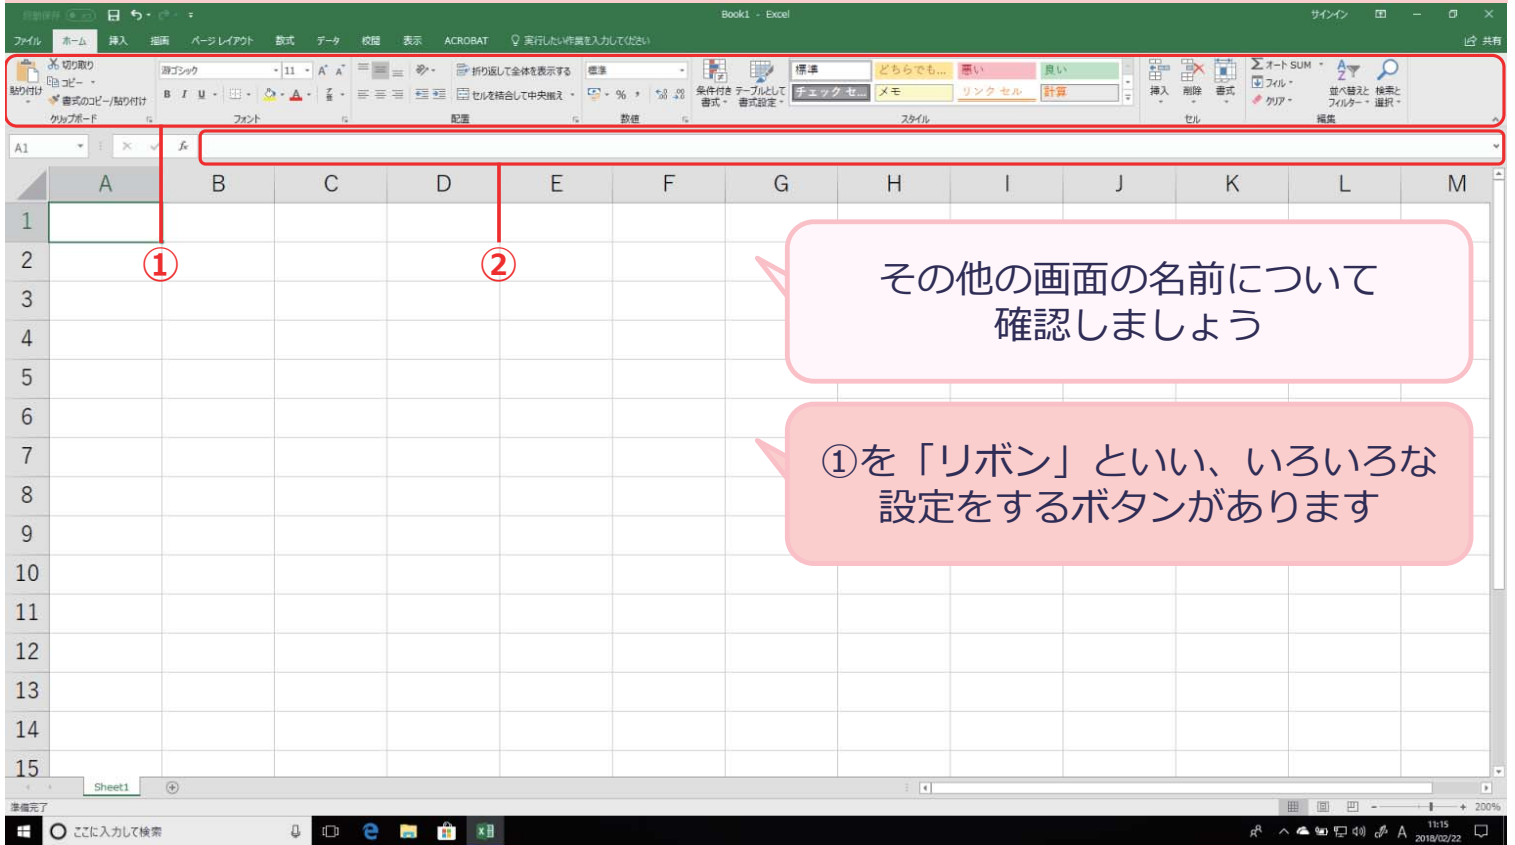 自動保存
Book1 - Excel
サインイン
ファイル ホーム 挿入 描画 ページ レイアウト 数式 データ 校閲 表示 ACROBAT 実行したい作業を入力してください 共有
貼り付け
切り取り
コピー
書式のコピー/貼り付け
クリップボード
游ゴシック 11 A A
B I U A
フォント
折り返して全体を表示する
セルを結合して中央揃え
配置
標準
% ,
数値
条件付き書式
テーブルとして書式設定
標準 どちらでも... 悪い 良い
チェック セ... メモ リンク セル 計算
スタイル
挿入 削除 書式
セル
Σ オート SUM
フィル
クリア
並べ替えとフィルター
検索と選択
編集
A1 fx
A B C D E F G H I J K L M
1
2
3
4
5
6
7
8
9
10
11
12
13
14
15
① ②
その他の画面の名前について
確認しましょう
①を「リボン」といい、いろいろな
設定をするボタンがあります
Sheet1
準備完了
200%
ここに入力して検索
A
11:15
2018/02/22